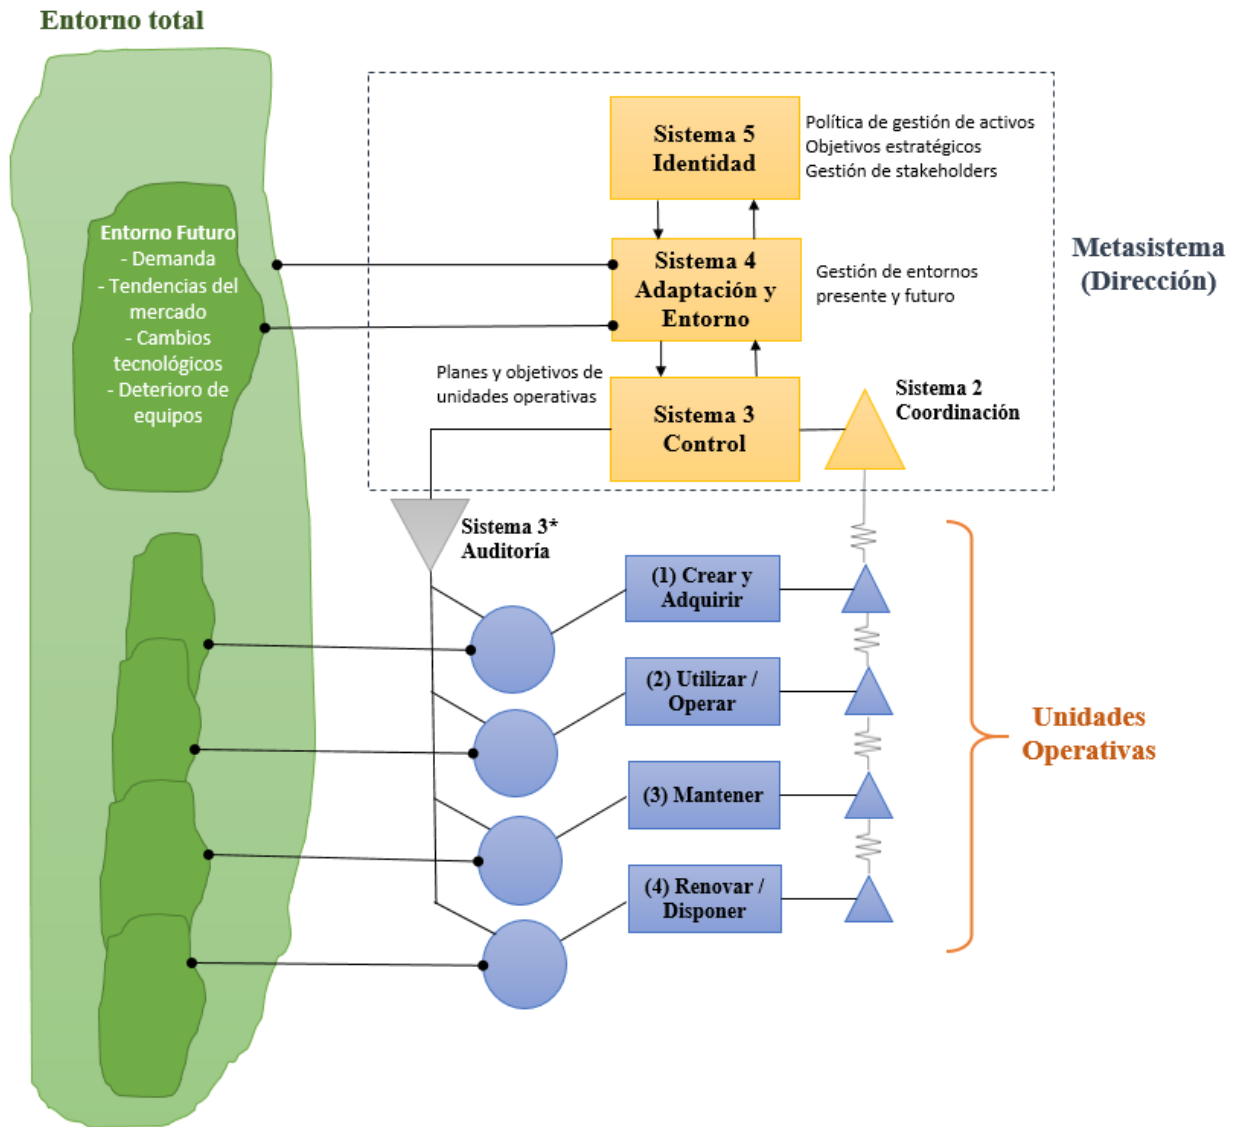 Entorno total
Sistema 5
Identidad
Política de gestión de activos
Objetivos estratégicos
Gestión de stakeholders
Entorno Futuro
- Demanda
- Tendencias del
mercado
- Cambios
tecnológicos
- Deterioro de
equipos
Sistema 4
Adaptación y
Entorno
Gestión de entornos
presente y futuro
Metasistema
(Dirección)
Planes y objetivos de
unidades operativas
Sistema 3
Control
Sistema 2
Coordinación
Sistema 3*
Auditoría
(1) Crear y
Adquirir
(2) Utilizar /
Operar
(3) Mantener
(4) Renovar /
Disponer
Unidades
Operativas